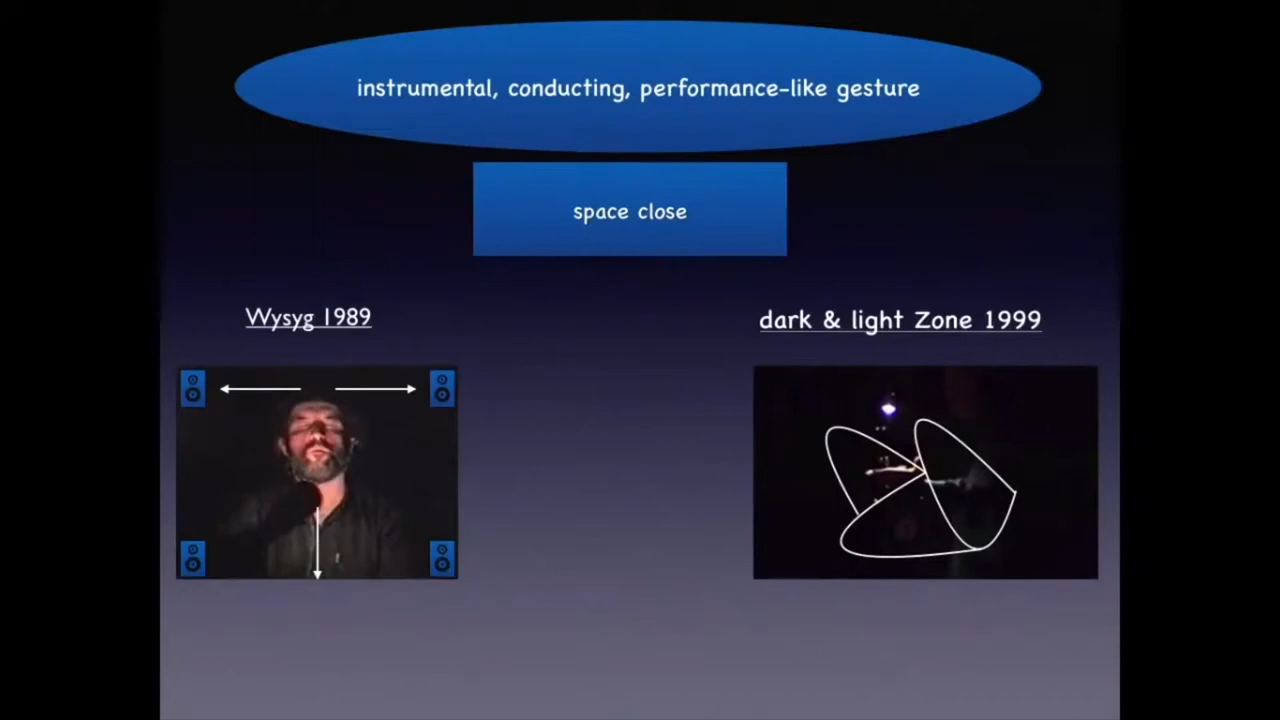 instrumental, conducting, performance-like gesture
space close
Wysyg 1989
dark & light Zone 1999